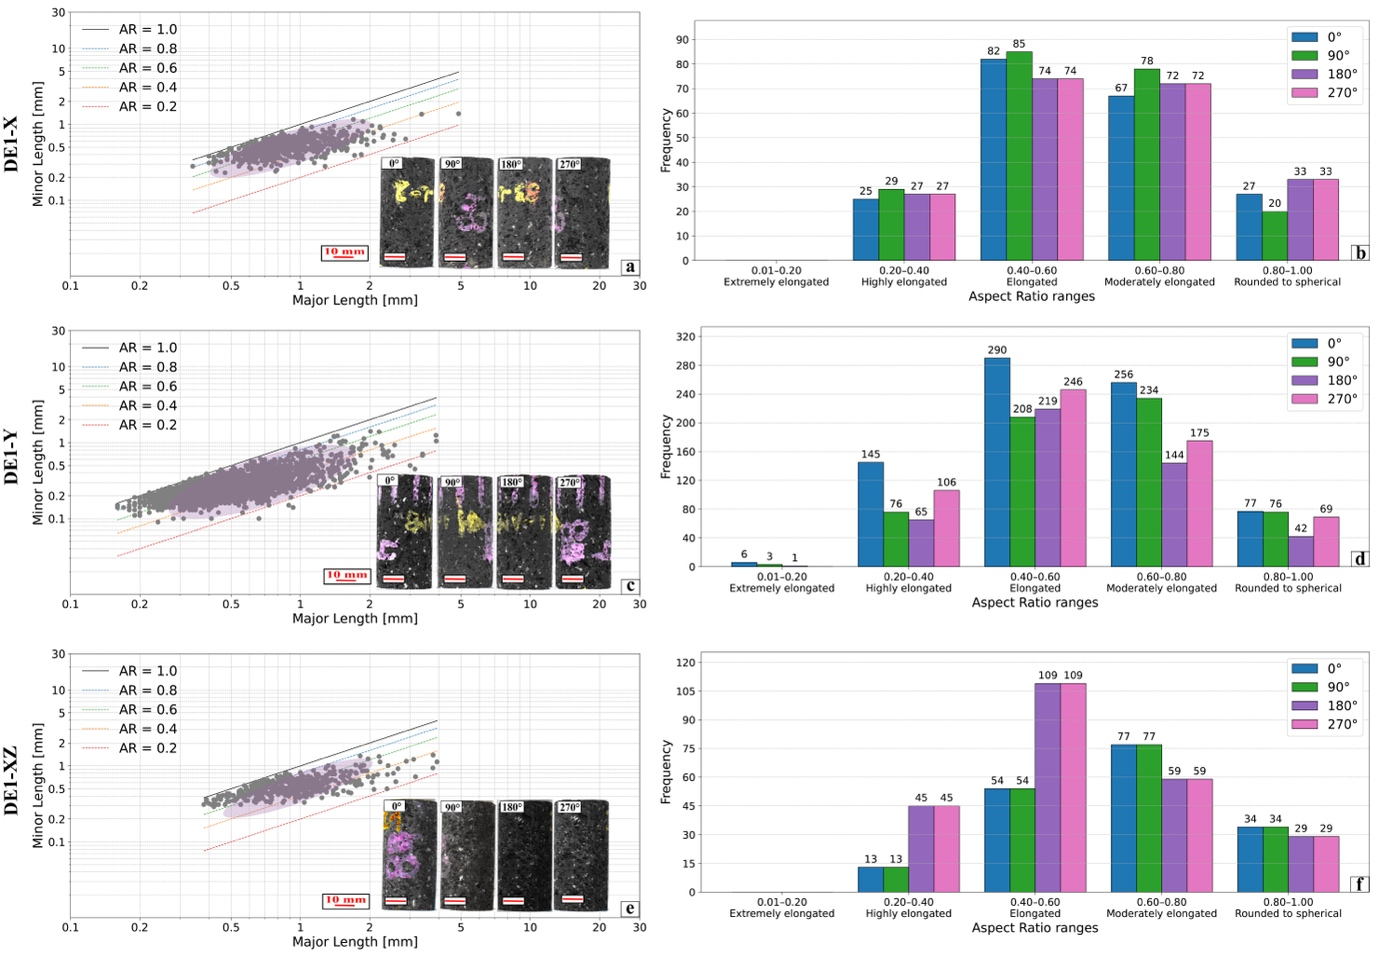 DE1-X
30
10
5
2
1
0.5
0.2
0.1
Minor Length [mm]
AR = 1.0
AR = 0.8
AR = 0.6
AR = 0.4
AR = 0.2
0° 90° 180° 270°
10 mm
a
0.1 0.2 0.5 1 2 5 10 20 30
Major Length [mm]
90
80
70
60
50
40
30
20
10
0
Frequency
0°
90°
180°
270°
25 29 27 27
82 85 74 74
67 78 72 72
27 20 33 33
b
0.01–0.20 0.20–0.40 0.40–0.60 0.60–0.80 0.80–1.00
Extremely elongated Highly elongated Elongated Moderately elongated Rounded to spherical
Aspect Ratio ranges
DE1-Y
30
10
5
2
1
0.5
0.2
0.1
Minor Length [mm]
AR = 1.0
AR = 0.8
AR = 0.6
AR = 0.4
AR = 0.2
0° 90° 180° 270°
10 mm
c
0.1 0.2 0.5 1 2 5 10 20 30
Major Length [mm]
320
280
240
200
160
120
80
40
0
Frequency
0°
90°
180°
270°
6 3 1
145 76 65 106
290 208 219 246
256 234 144 175
77 76 42 69
d
0.01–0.20 0.20–0.40 0.40–0.60 0.60–0.80 0.80–1.00
Extremely elongated Highly elongated Elongated Moderately elongated Rounded to spherical
Aspect Ratio ranges
DE1-XZ
30
10
5
2
1
0.5
0.2
0.1
Minor Length [mm]
AR = 1.0
AR = 0.8
AR = 0.6
AR = 0.4
AR = 0.2
0° 90° 180° 270°
10 mm
e
0.1 0.2 0.5 1 2 5 10 20 30
Major Length [mm]
120
105
90
75
60
45
30
15
0
Frequency
0°
90°
180°
270°
13 13 45 45
54 54 109 109
77 77 59 59
34 34 29 29
f
0.01–0.20 0.20–0.40 0.40–0.60 0.60–0.80 0.80–1.00
Extremely elongated Highly elongated Elongated Moderately elongated Rounded to spherical
Aspect Ratio ranges